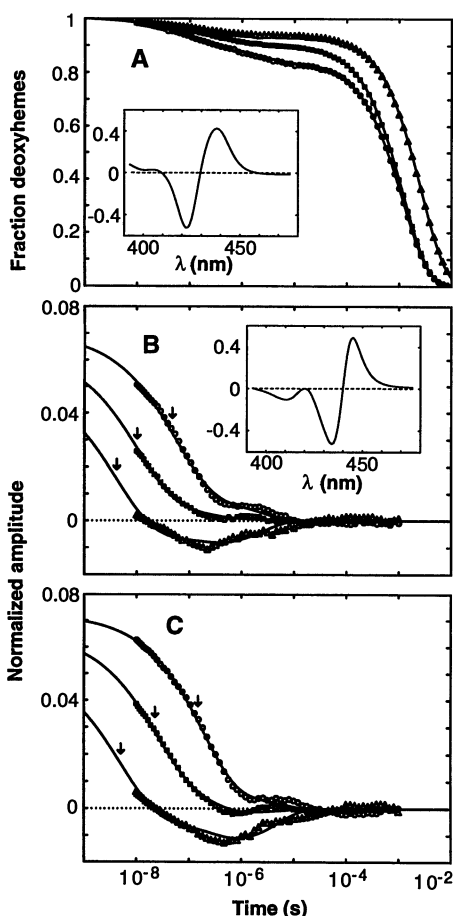 1
A
0.8
0.6
0.4
0.2
0
Fraction deoxyhemes
0.4
0
-0.4
400 450
λ (nm)
0.08
B
0.04
0
0.4
0
-0.4
400 450
λ (nm)
Normalized amplitude
0.08
C
0.04
0
10-8 10-6 10-4 10-2
Time (s)